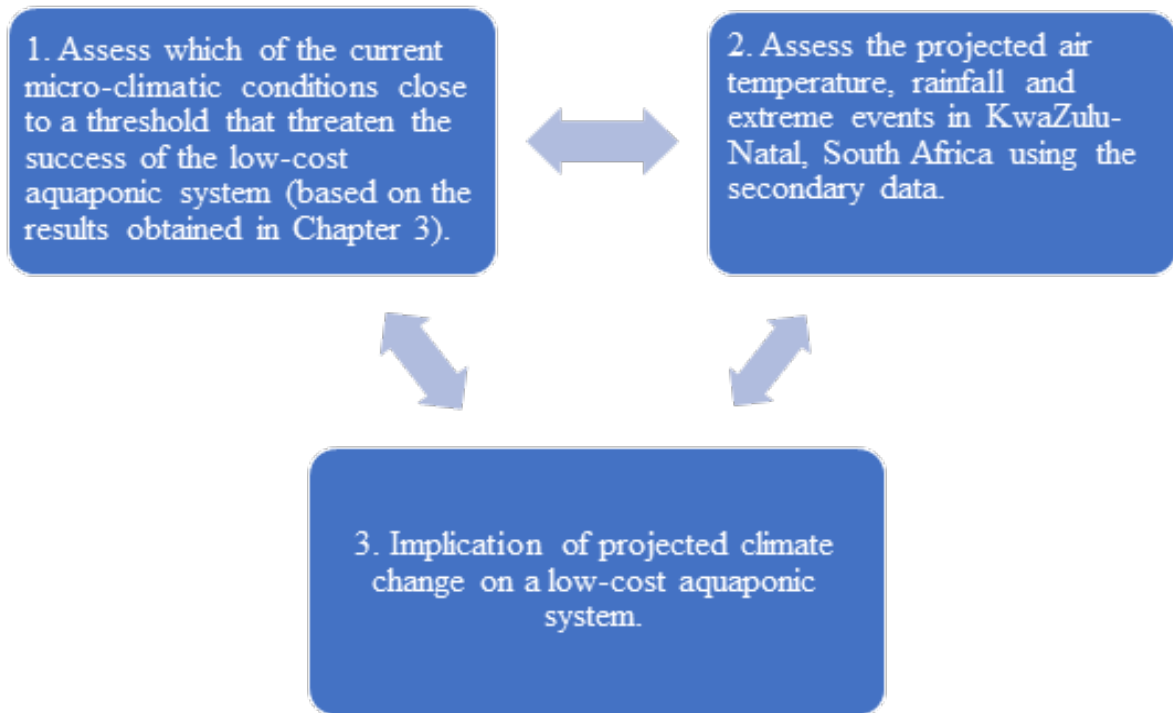 1. Assess which of the current
micro-climatic conditions close
to a threshold that threaten the
success of the low-cost
aquaponic system (based on the
results obtained in Chapter 3).
2. Assess the projected air
temperature, rainfall and
extreme events in KwaZulu-
Natal, South Africa using the
secondary data.
3. Implication of projected climate
change on a low-cost aquaponic
system.